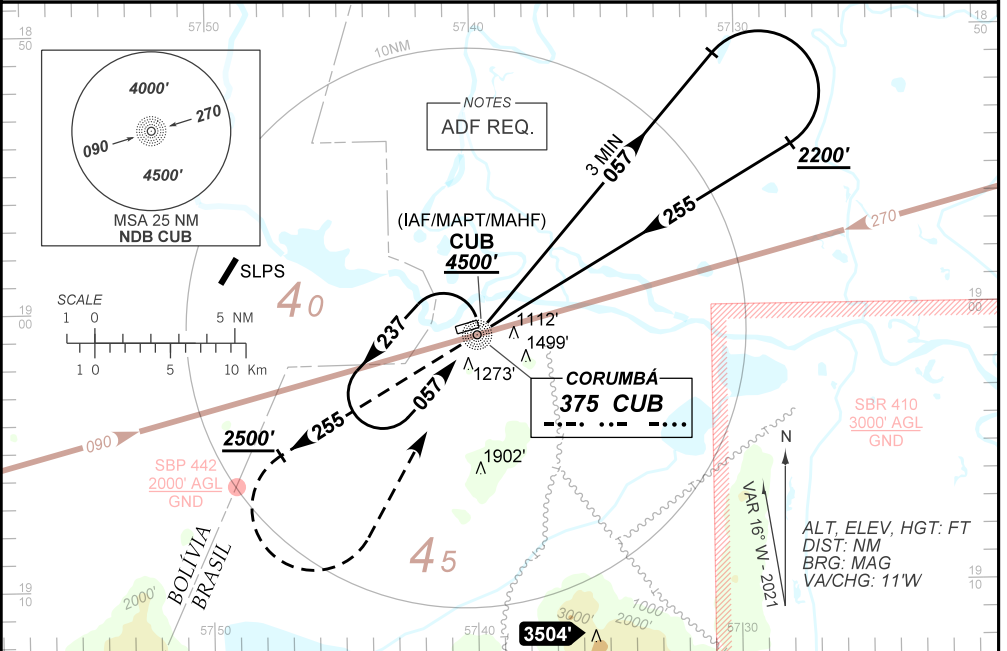 57 50
57 40
57 30
18 50
18 50
10NM
4000'
090
270
4500'
MSA 25 NM
NDB CUB
NOTES
ADF REQ.
3 MIN
057
2200'
255
270
(IAF/MAPT/MAHF)
CUB
4500'
SLPS
SCALE
1 0 5 NM
1 0 5 10 Km
40
19 00
19 00
237
1112'
1499'
1273'
057
CORUMBÁ
375 CUB
255
2500'
090
SBP 442
2000' AGL
GND
1902'
SBR 410
3000' AGL
GND
N
VAR 16° W - 2021
ALT, ELEV, HGT: FT
DIST: NM
BRG: MAG
VA/CHG: 11'W
BOLÍVIA
BRASIL
45
19 10
19 10
2000'
3000'
2000'
1000
3504'
57 50
57 40
57 30